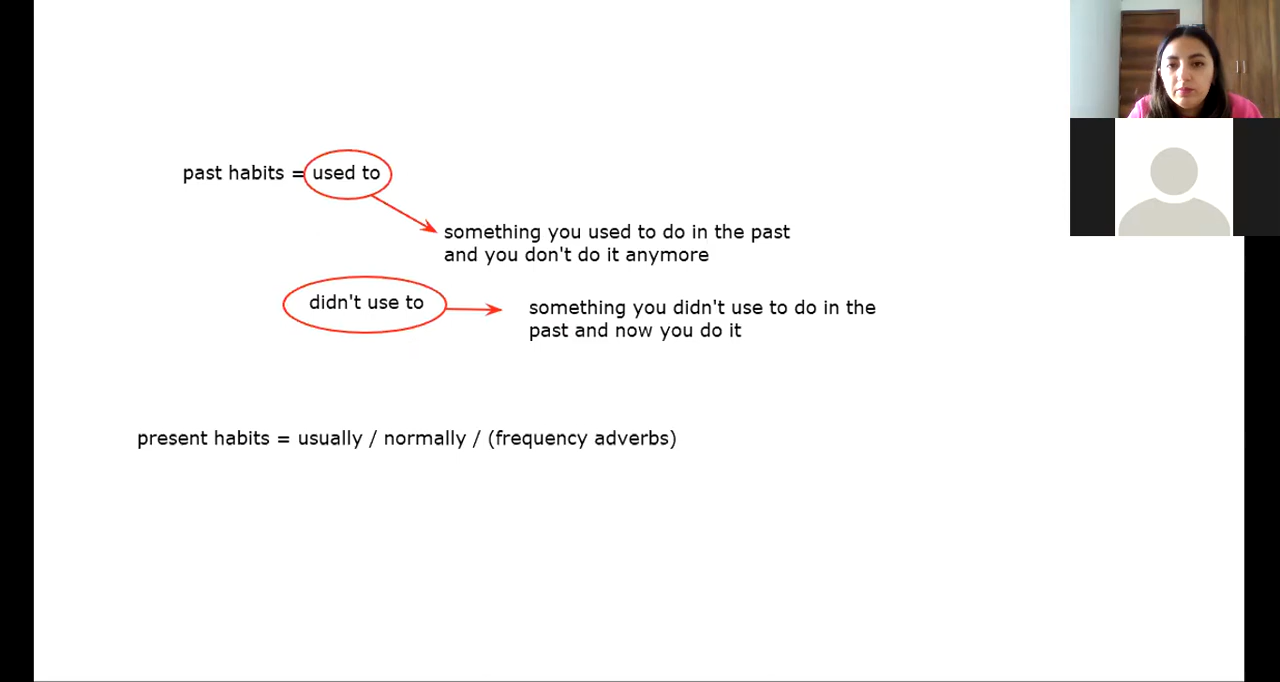 past habits = used to
something you used to do in the past
and you don't do it anymore
didn't use to
something you didn't use to do in the
past and now you do it
present habits = usually / normally / (frequency adverbs)